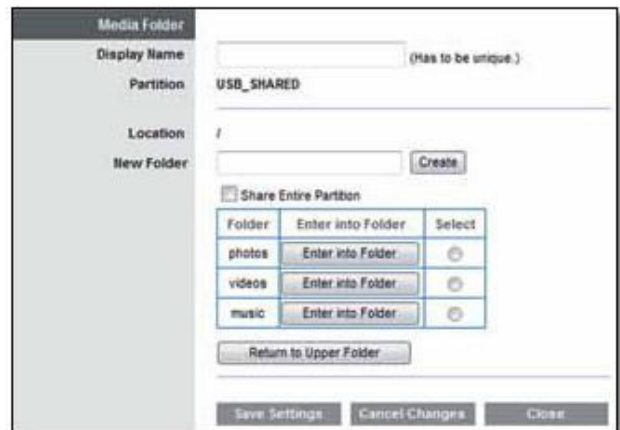 Media Folder
Display Name (Has to be unique.)
Partition USB_SHARED
Location /
New Folder Create
Share Entire Partition
Folder Enter into Folder Select
photos Enter into Folder
videos Enter into Folder
music Enter into Folder
Return to Upper Folder
Save Settings Cancel Changes Close